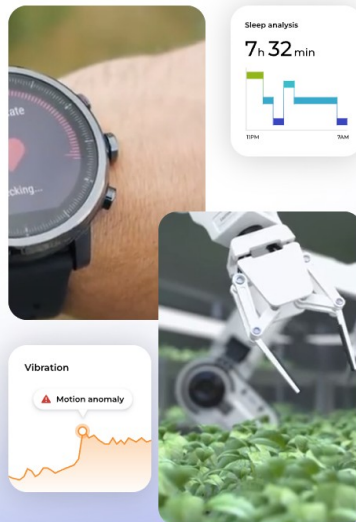 Sleep analysis
7h 32min
11PM 7AM
Vibration
Motion anomaly